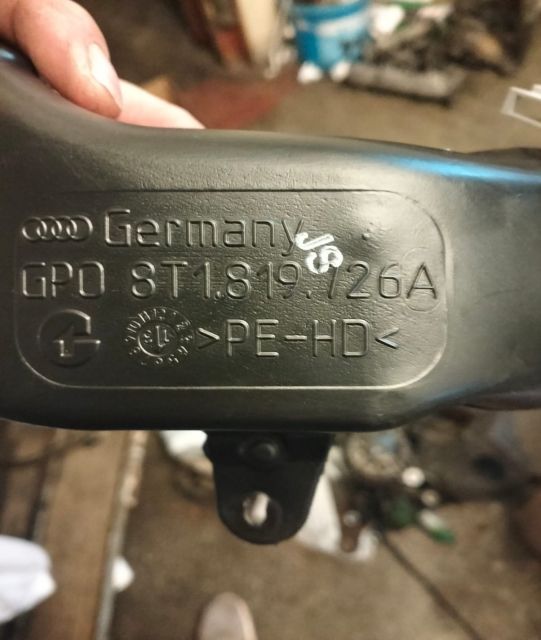 Germany
GPO 8T1.819.726A
>PE-HD<